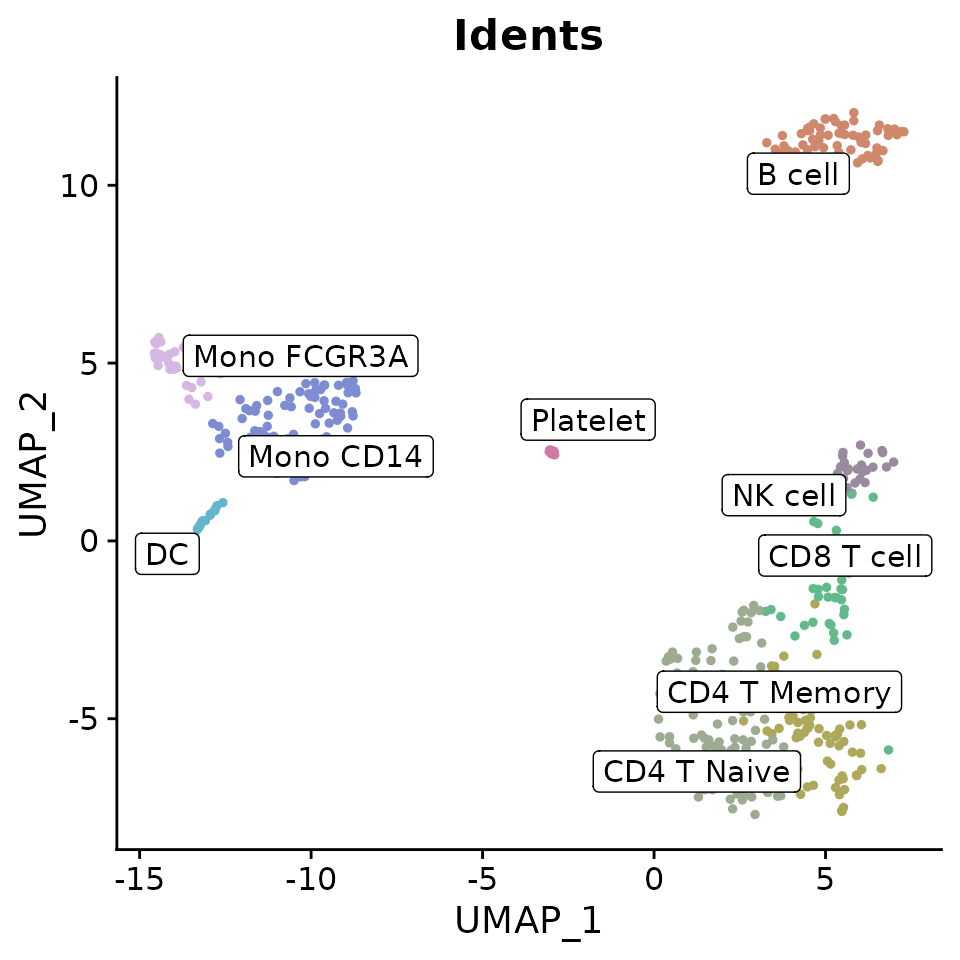 Idents
UMAP_2
10
5
0
-5
B cell
Mono FCGR3A
Platelet
Mono CD14
NK cell
DC
CD8 T cell
CD4 T Memory
CD4 T Naive
-15
-10
-5
0
5
UMAP_1